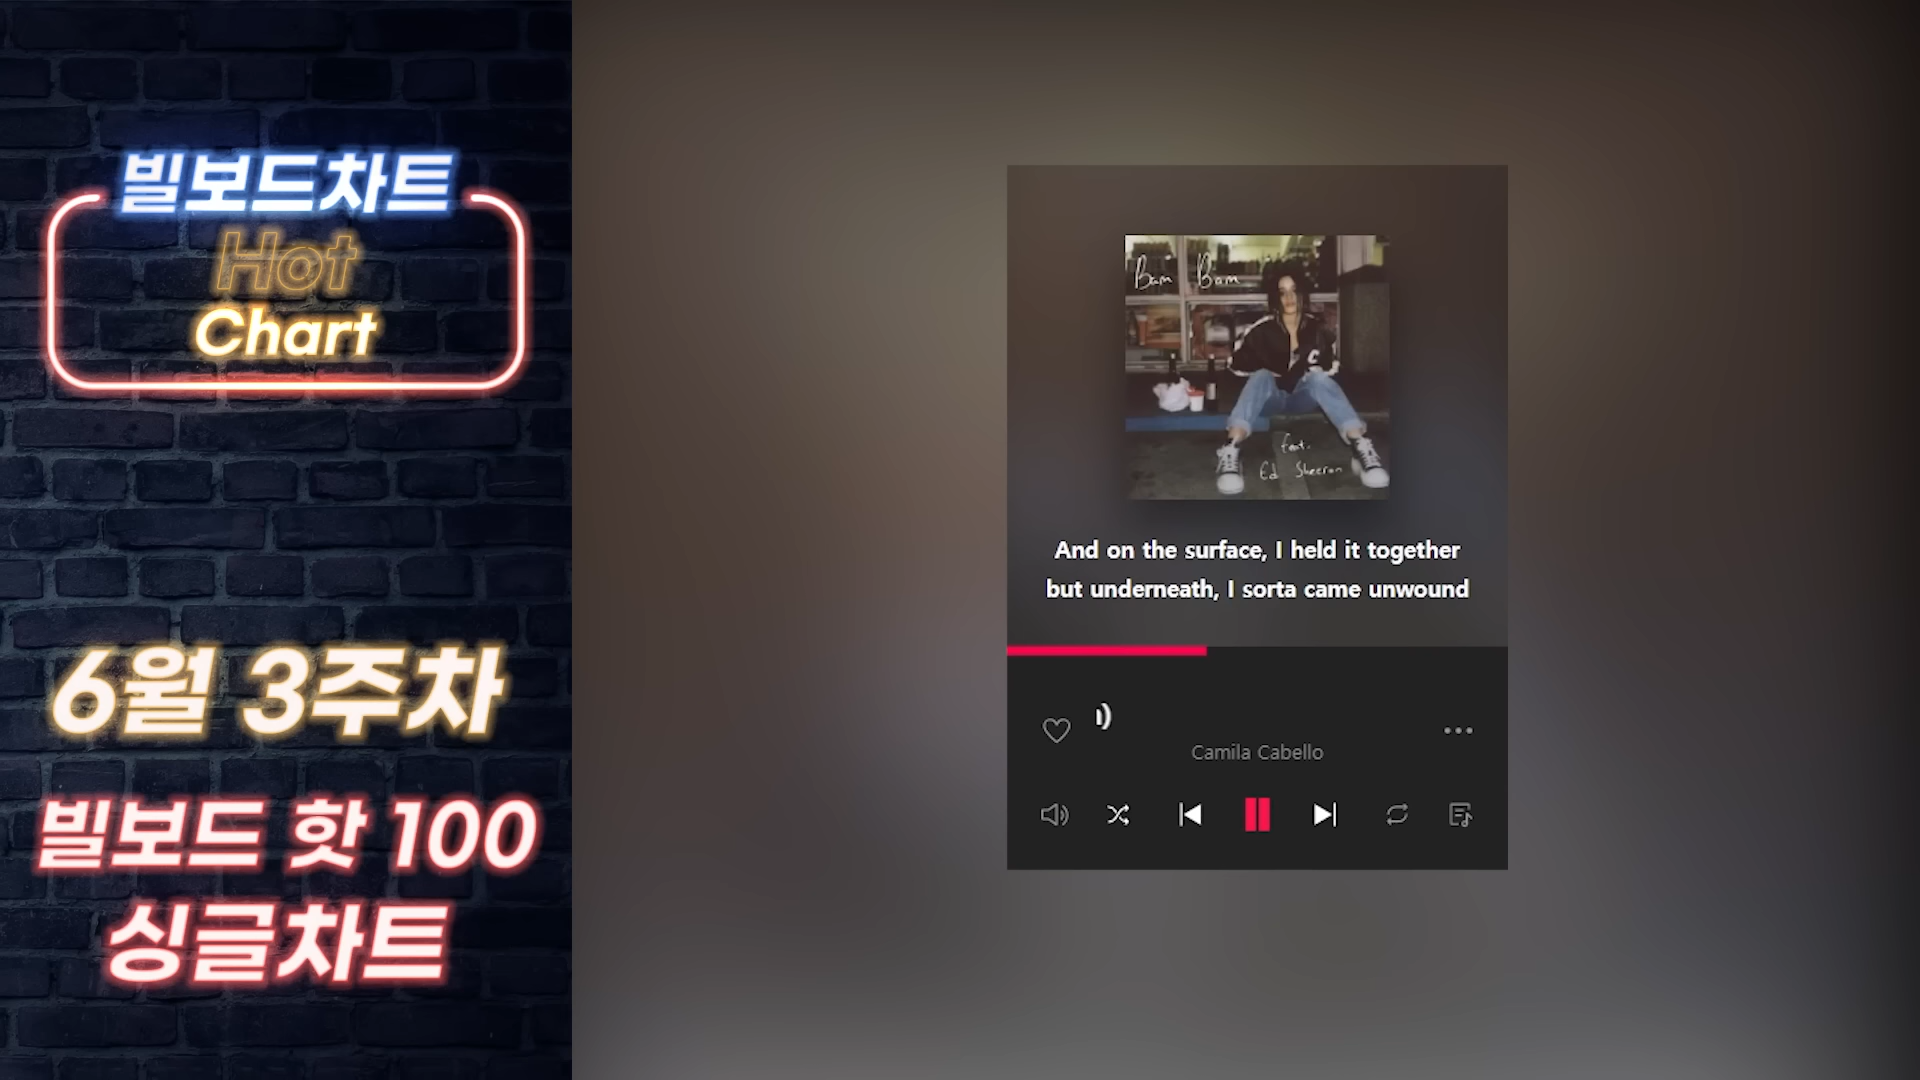 빌보드차트
Hot
Chart
6월 3주차
빌보드 핫 100
싱글차트
Bam Bam
feat.
Ed Sheeran
And on the surface, I held it together
but underneath, I sorta came unwound
Camila Cabello